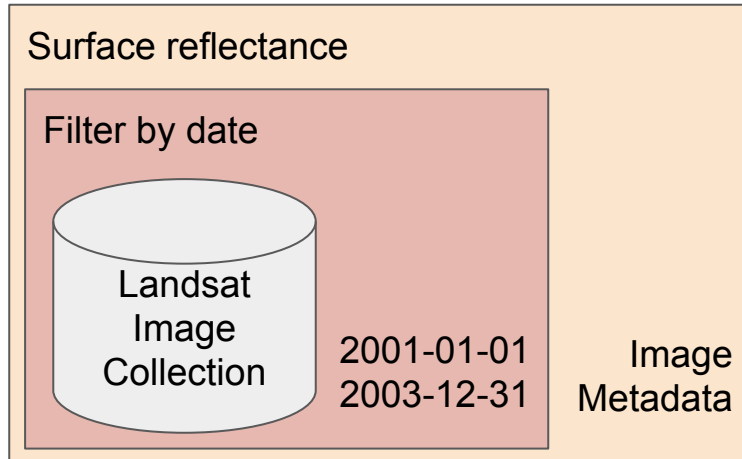 Surface reflectance
Filter by date
Landsat
Image
Collection
2001-01-01
2003-12-31
Image
Metadata